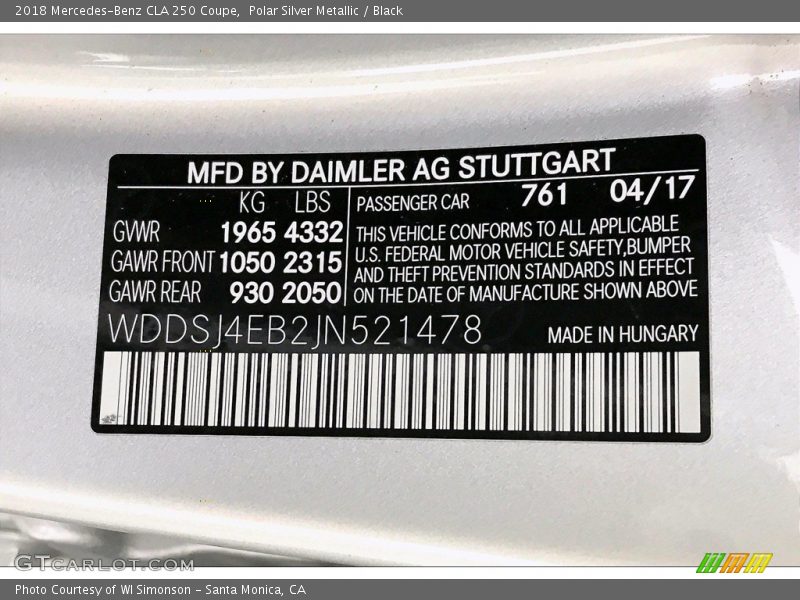 2018 Mercedes-Benz CLA 250 Coupe,  Polar Silver Metallic / Black
MFD BY DAIMLER AG STUTTGART
KG LBS
GVWR 1965 4332
GAWR FRONT 1050 2315
GAWR REAR 930 2050
PASSENGER CAR 761 04/17
THIS VEHICLE CONFORMS TO ALL APPLICABLE
U.S. FEDERAL MOTOR VEHICLE SAFETY,BUMPER
AND THEFT PREVENTION STANDARDS IN EFFECT
ON THE DATE OF MANUFACTURE SHOWN ABOVE
WDDSJ4EB2JN521478
MADE IN HUNGARY
GTCARLOT.COM
Photo Courtesy of WI Simonson - Santa Monica, CA